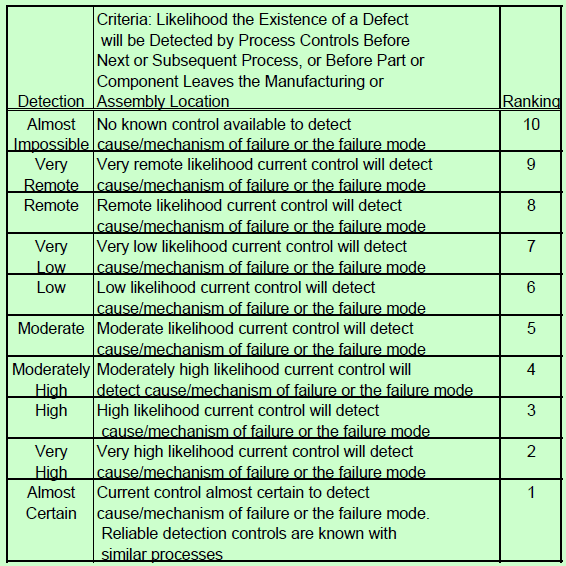 Criteria: Likelihood the Existence of a Defect
will be Detected by Process Controls Before
Next or Subsequent Process, or Before Part or
Component Leaves the Manufacturing or
Detection Assembly Location Ranking
Almost No known control available to detect 10
Impossible cause/mechanism of failure or the failure mode
Very Very remote likelihood current control will detect 9
Remote cause/mechanism of failure or the failure mode
Remote Remote likelihood current control will detect 8
cause/mechanism of failure or the failure mode
Very Very low likelihood current control will detect 7
Low cause/mechanism of failure or the failure mode
Low Low likelihood current control will detect 6
cause/mechanism of failure or the failure mode
Moderate Moderate likelihood current control will detect 5
cause/mechanism of failure or the failure mode
Moderately Moderately high likelihood current control will 4
High detect cause/mechanism of failure or the failure mode
High High likelihood current control will detect 3
cause/mechanism of failure or the failure mode
Very Very high likelihood current control will detect 2
High cause/mechanism of failure or the failure mode
Almost Current control almost certain to detect 1
Certain cause/mechanism of failure or the failure mode.
Reliable detection controls are known with
similar processes